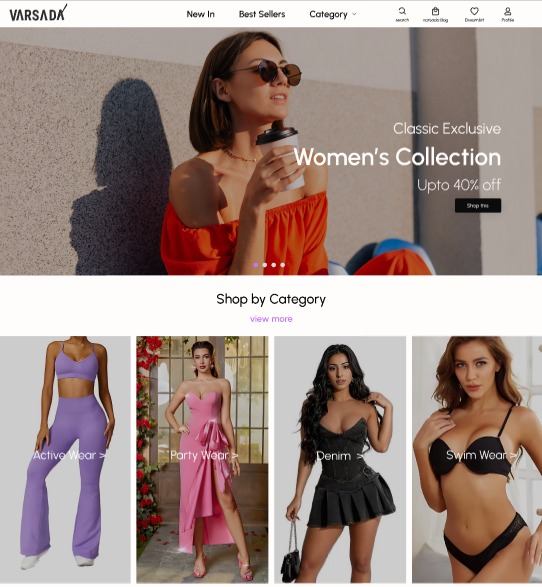 VARSADA
New In
Best Sellers
Category
search
varsada Bag
Dreamlist
Profile
Classic Exclusive
Women's Collection
Upto 40% off
Shop this
Shop by Category
view more
Active Wear >
Party Wear >
Denim >
Swim Wear >